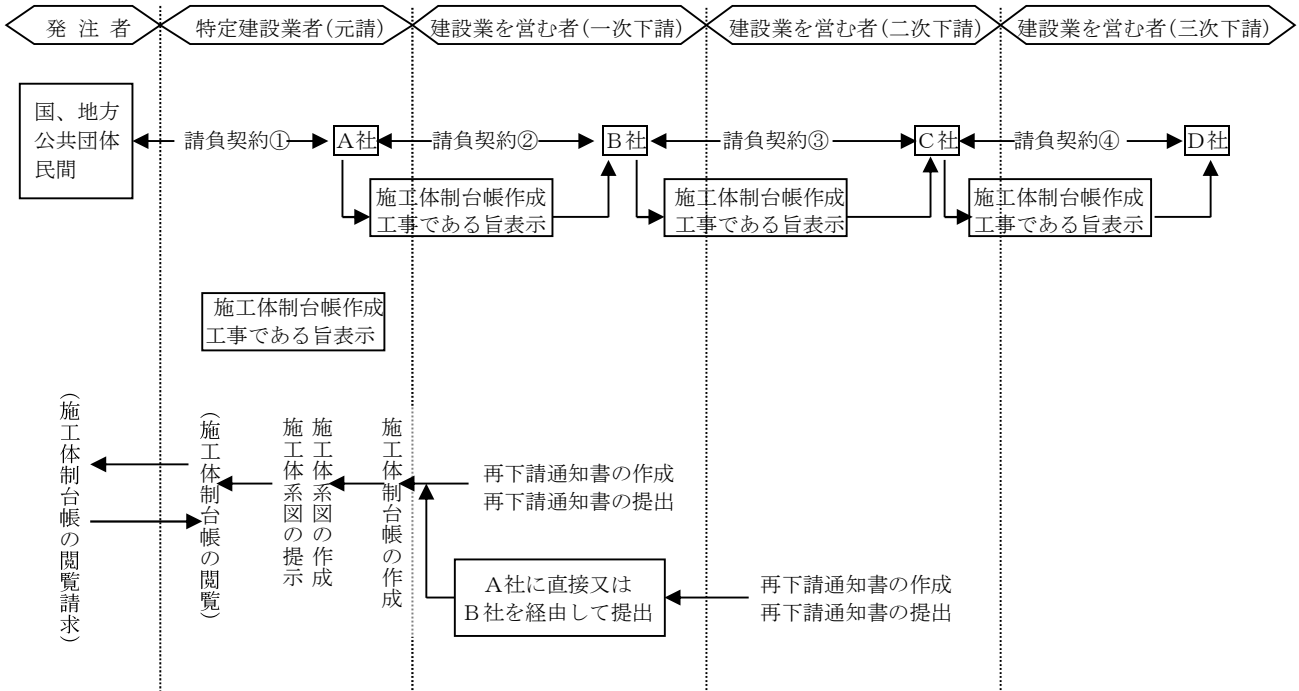 発 注 者
特定建設業者(元請)
建設業を営む者(一次下請)
建設業を営む者(二次下請)
建設業を営む者(三次下請)
国、地方
公共団体
民間
請負契約①
A社
請負契約②
B社
請負契約③
C社
請負契約④
D社
施工体制台帳作成
工事である旨表示
施工体制台帳作成
工事である旨表示
施工体制台帳作成
工事である旨表示
施工体制台帳作成
工事である旨表示
(施工体制台帳の閲覧請求)
(施工体制台帳の閲覧)
施工体系図の作成
施工体系図の提示
施工体制台帳の作成
再下請通知書の作成
再下請通知書の提出
A社に直接又は
B社を経由して提出
再下請通知書の作成
再下請通知書の提出